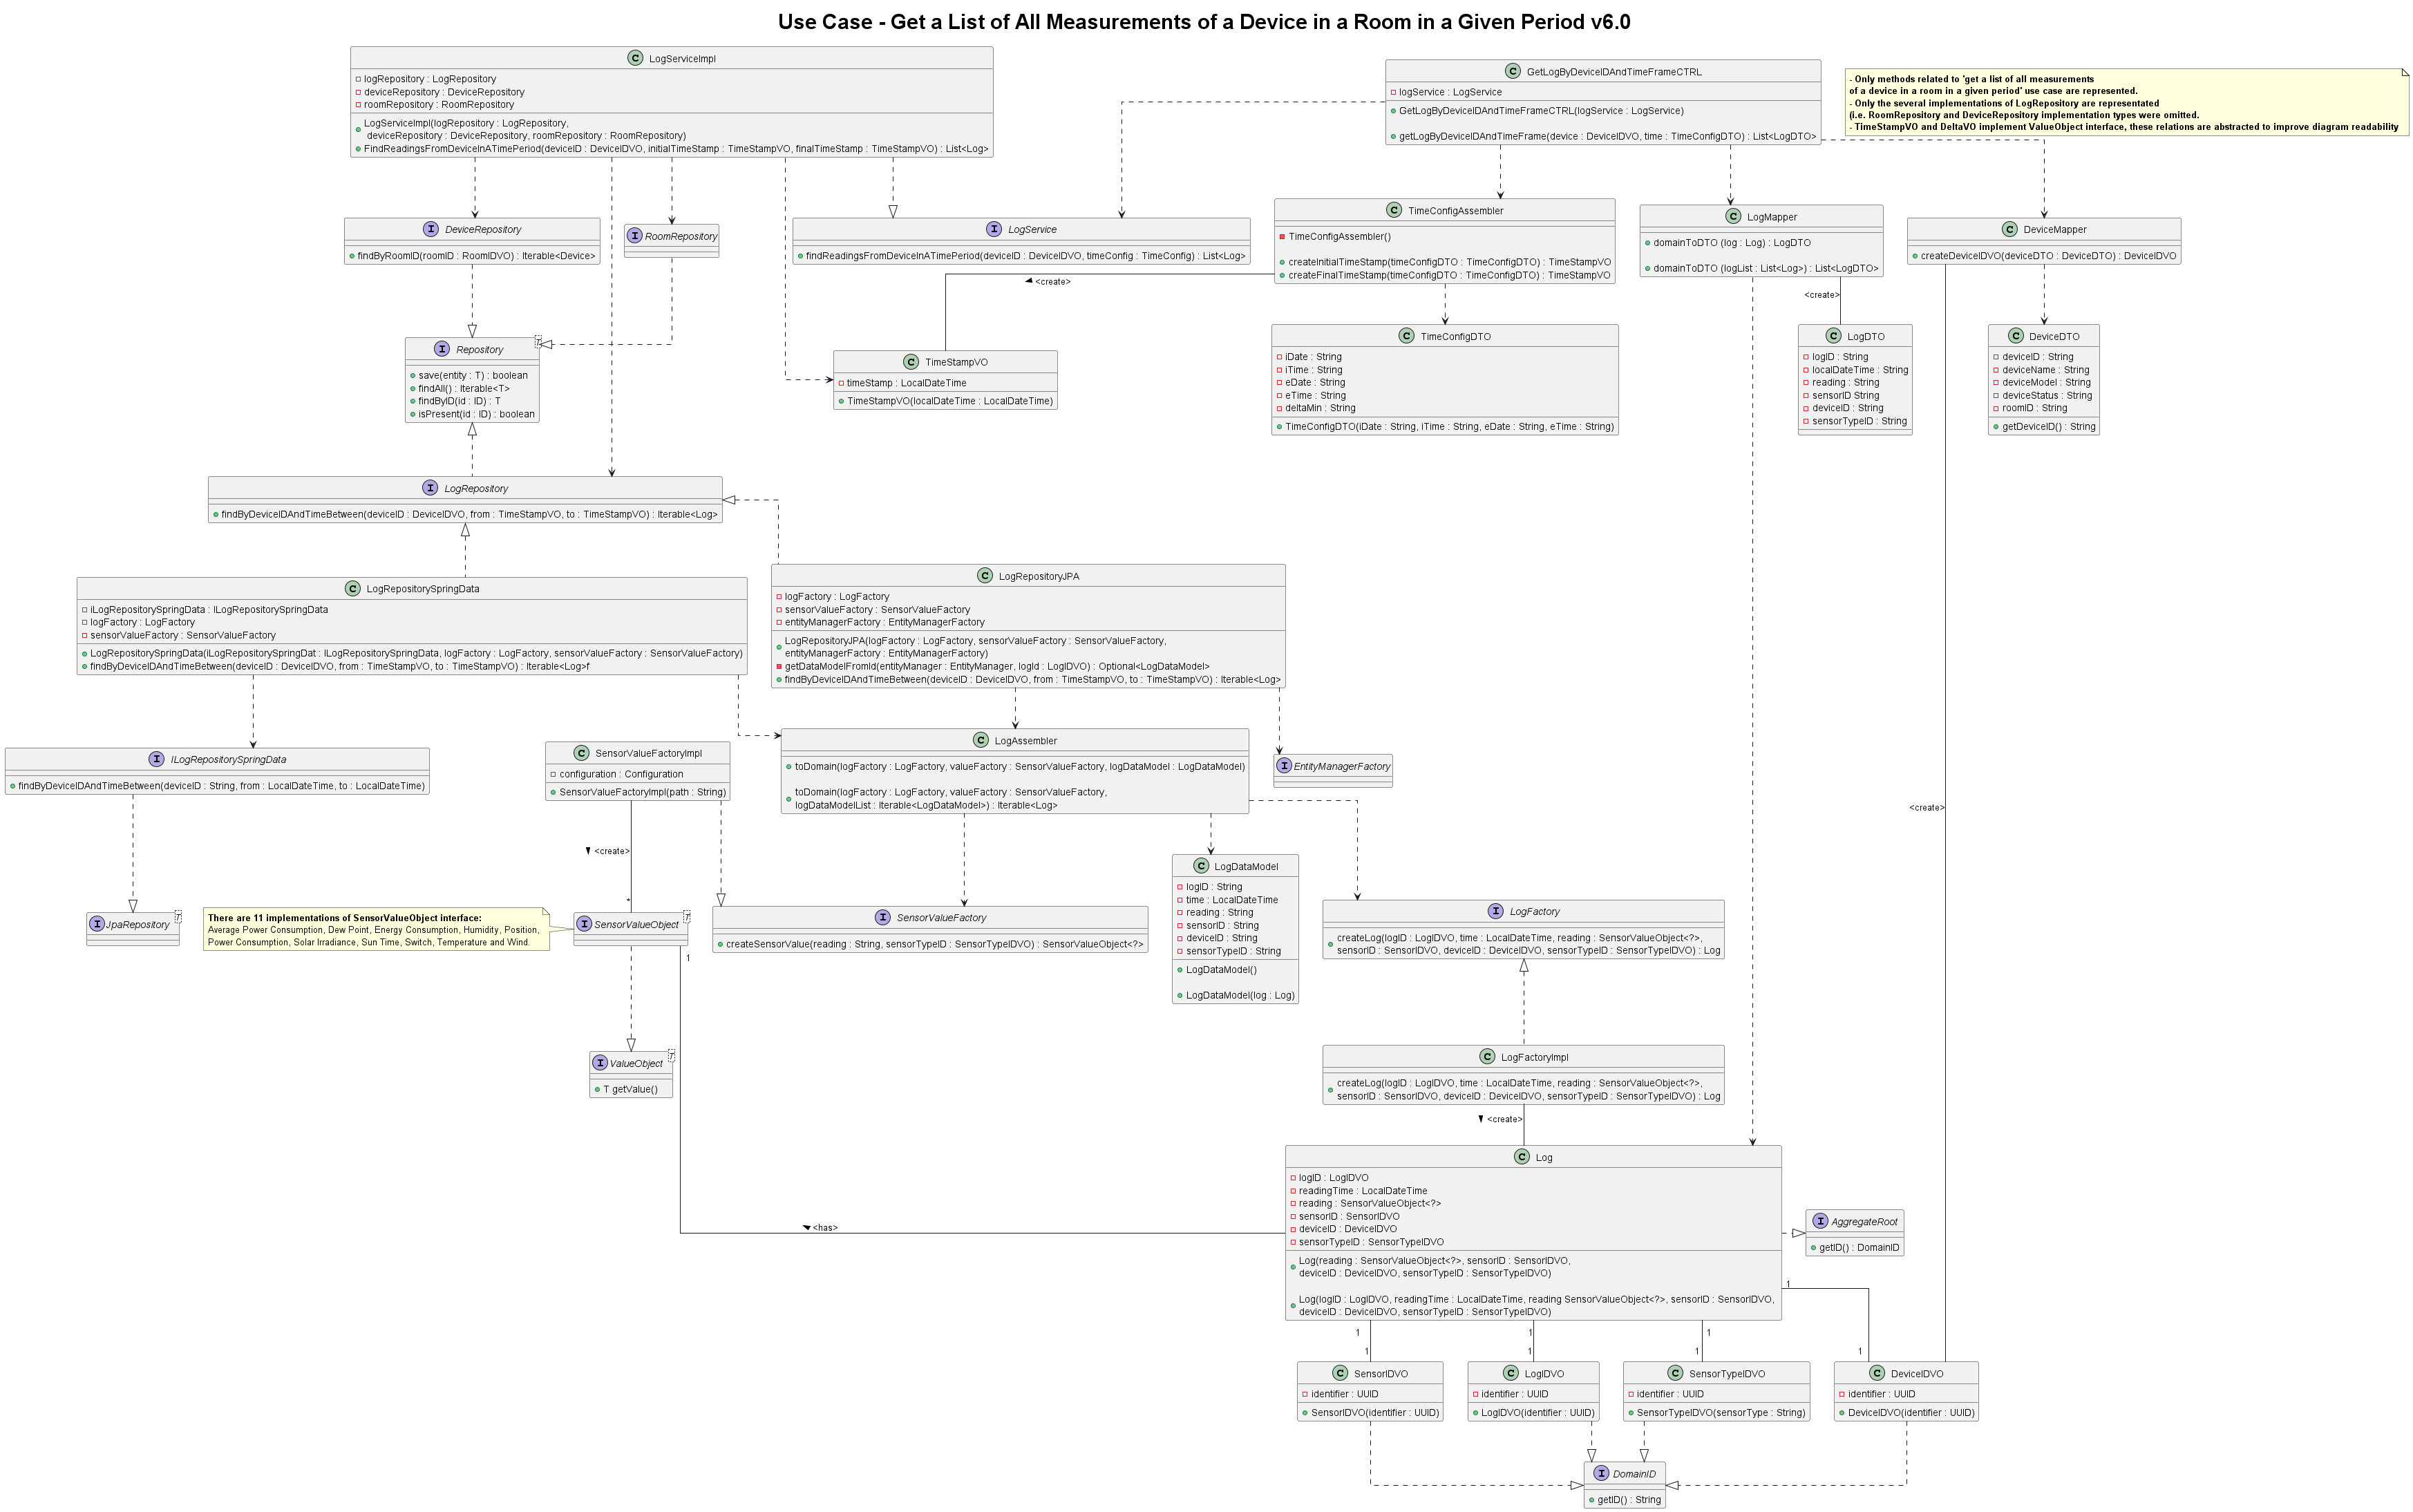 Use Case - Get a List of All Measurements of a Device in a Room in a Given Period v6.0
C LogServiceImpl
logRepository : LogRepository
deviceRepository : DeviceRepository
roomRepository : RoomRepository
LogServiceImpl(logRepository : LogRepository,
deviceRepository : DeviceRepository, roomRepository : RoomRepository)
FindReadingsFromDeviceInATimePeriod(deviceID : DeviceIDVO, initialTimeStamp : TimeStampVO, finalTimeStamp : TimeStampVO) : List<Log>
C GetLogByDeviceIDAndTimeFrameCTRL
logService : LogService
GetLogByDeviceIDAndTimeFrameCTRL(logService : LogService)
getLogByDeviceIDAndTimeFrame(device : DeviceIDVO, time : TimeConfigDTO) : List<LogDTO>
- Only methods related to 'get a list of all measurements
of a device in a room in a given period' use case are represented.
- Only the several implementations of LogRepository are representated
(i.e. RoomRepository and DeviceRepository implementation types were omitted.
- TimeStampVO and DeltaVO implement ValueObject interface, these relations are abstracted to improve diagram readability
I DeviceRepository
findByRoomID(roomID : RoomIDVO) : Iterable<Device>
I RoomRepository
I LogService
findReadingsFromDeviceInATimePeriod(deviceID : DeviceIDVO, timeConfig : TimeConfig) : List<Log>
C TimeConfigAssembler
TimeConfigAssembler()
createInitialTimeStamp(timeConfigDTO : TimeConfigDTO) : TimeStampVO
createFinalTimeStamp(timeConfigDTO : TimeConfigDTO) : TimeStampVO
C LogMapper
domainToDTO (log : Log) : LogDTO
domainToDTO (logList : List<Log>) : List<LogDTO>
C DeviceMapper
createDeviceIDVO(deviceDTO : DeviceDTO) : DeviceIDVO
<create>
<create>
I Repository T
save(entity : T) : boolean
findAll() : Iterable<T>
findByID(id : ID) : T
isPresent(id : ID) : boolean
C TimeStampVO
timeStamp : LocalDateTime
TimeStampVO(localDateTime : LocalDateTime)
C TimeConfigDTO
iDate : String
iTime : String
eDate : String
eTime : String
deltaMin : String
TimeConfigDTO(iDate : String, iTime : String, eDate : String, eTime : String)
C LogDTO
logID : String
localDateTime : String
reading : String
sensorID String
deviceID : String
sensorTypeID : String
C DeviceDTO
deviceID : String
deviceName : String
deviceModel : String
deviceStatus : String
roomID : String
getDeviceID() : String
I LogRepository
findByDeviceIDAndTimeBetween(deviceID : DeviceIDVO, from : TimeStampVO, to : TimeStampVO) : Iterable<Log>
C LogRepositorySpringData
iLogRepositorySpringData : ILogRepositorySpringData
logFactory : LogFactory
sensorValueFactory : SensorValueFactory
LogRepositorySpringData(iLogRepositorySpringDat : ILogRepositorySpringData, logFactory : LogFactory, sensorValueFactory : SensorValueFactory)
findByDeviceIDAndTimeBetween(deviceID : DeviceIDVO, from : TimeStampVO, to : TimeStampVO) : Iterable<Log>f
C LogRepositoryJPA
logFactory : LogFactory
sensorValueFactory : SensorValueFactory
entityManagerFactory : EntityManagerFactory
LogRepositoryJPA(logFactory : LogFactory, sensorValueFactory : SensorValueFactory,
entityManagerFactory : EntityManagerFactory)
getDataModelFromId(entityManager : EntityManager, logId : LogIDVO) : Optional<LogDataModel>
findByDeviceIDAndTimeBetween(deviceID : DeviceIDVO, from : TimeStampVO, to : TimeStampVO) : Iterable<Log>
I ILogRepositorySpringData
findByDeviceIDAndTimeBetween(deviceID : String, from : LocalDateTime, to : LocalDateTime)
C SensorValueFactoryImpl
configuration : Configuration
SensorValueFactoryImpl(path : String)
C LogAssembler
toDomain(logFactory : LogFactory, valueFactory : SensorValueFactory, logDataModel : LogDataModel)
toDomain(logFactory : LogFactory, valueFactory : SensorValueFactory,
logDataModelList : Iterable<LogDataModel>) : Iterable<Log>
I EntityManagerFactory
<create>
<create>
*
C LogDataModel
logID : String
time : LocalDateTime
reading : String
sensorID : String
deviceID : String
sensorTypeID : String
LogDataModel()
LogDataModel(log : Log)
I JpaRepository T
There are 11 implementations of SensorValueObject interface:
Average Power Consumption, Dew Point, Energy Consumption, Humidity, Position,
Power Consumption, Solar Irradiance, Sun Time, Switch, Temperature and Wind.
I SensorValueObject T
1
I SensorValueFactory
createSensorValue(reading : String, sensorTypeID : SensorTypeIDVO) : SensorValueObject<?>
I LogFactory
createLog(logID : LogIDVO, time : LocalDateTime, reading : SensorValueObject<?>,
sensorID : SensorIDVO, deviceID : DeviceIDVO, sensorTypeID : SensorTypeIDVO) : Log
I ValueObject T
T getValue()
C LogFactoryImpl
createLog(logID : LogIDVO, time : LocalDateTime, reading : SensorValueObject<?>,
sensorID : SensorIDVO, deviceID : DeviceIDVO, sensorTypeID : SensorTypeIDVO) : Log
<create>
C Log
logID : LogIDVO
readingTime : LocalDateTime
reading : SensorValueObject<?>
sensorID : SensorIDVO
deviceID : DeviceIDVO
sensorTypeID : SensorTypeIDVO
Log(reading : SensorValueObject<?>, sensorID : SensorIDVO,
deviceID : DeviceIDVO, sensorTypeID : SensorTypeIDVO)
Log(logID : LogIDVO, readingTime : LocalDateTime, reading SensorValueObject<?>, sensorID : SensorIDVO,
deviceID : DeviceIDVO, sensorTypeID : SensorTypeIDVO)
<has>
I AggregateRoot
getID() : DomainID
1
1
1
1
1
1
1
1
C SensorIDVO
identifier : UUID
SensorIDVO(identifier : UUID)
C LogIDVO
identifier : UUID
LogIDVO(identifier : UUID)
C SensorTypeIDVO
identifier : UUID
SensorTypeIDVO(sensorType : String)
C DeviceIDVO
identifier : UUID
DeviceIDVO(identifier : UUID)
I DomainID
getID() : String